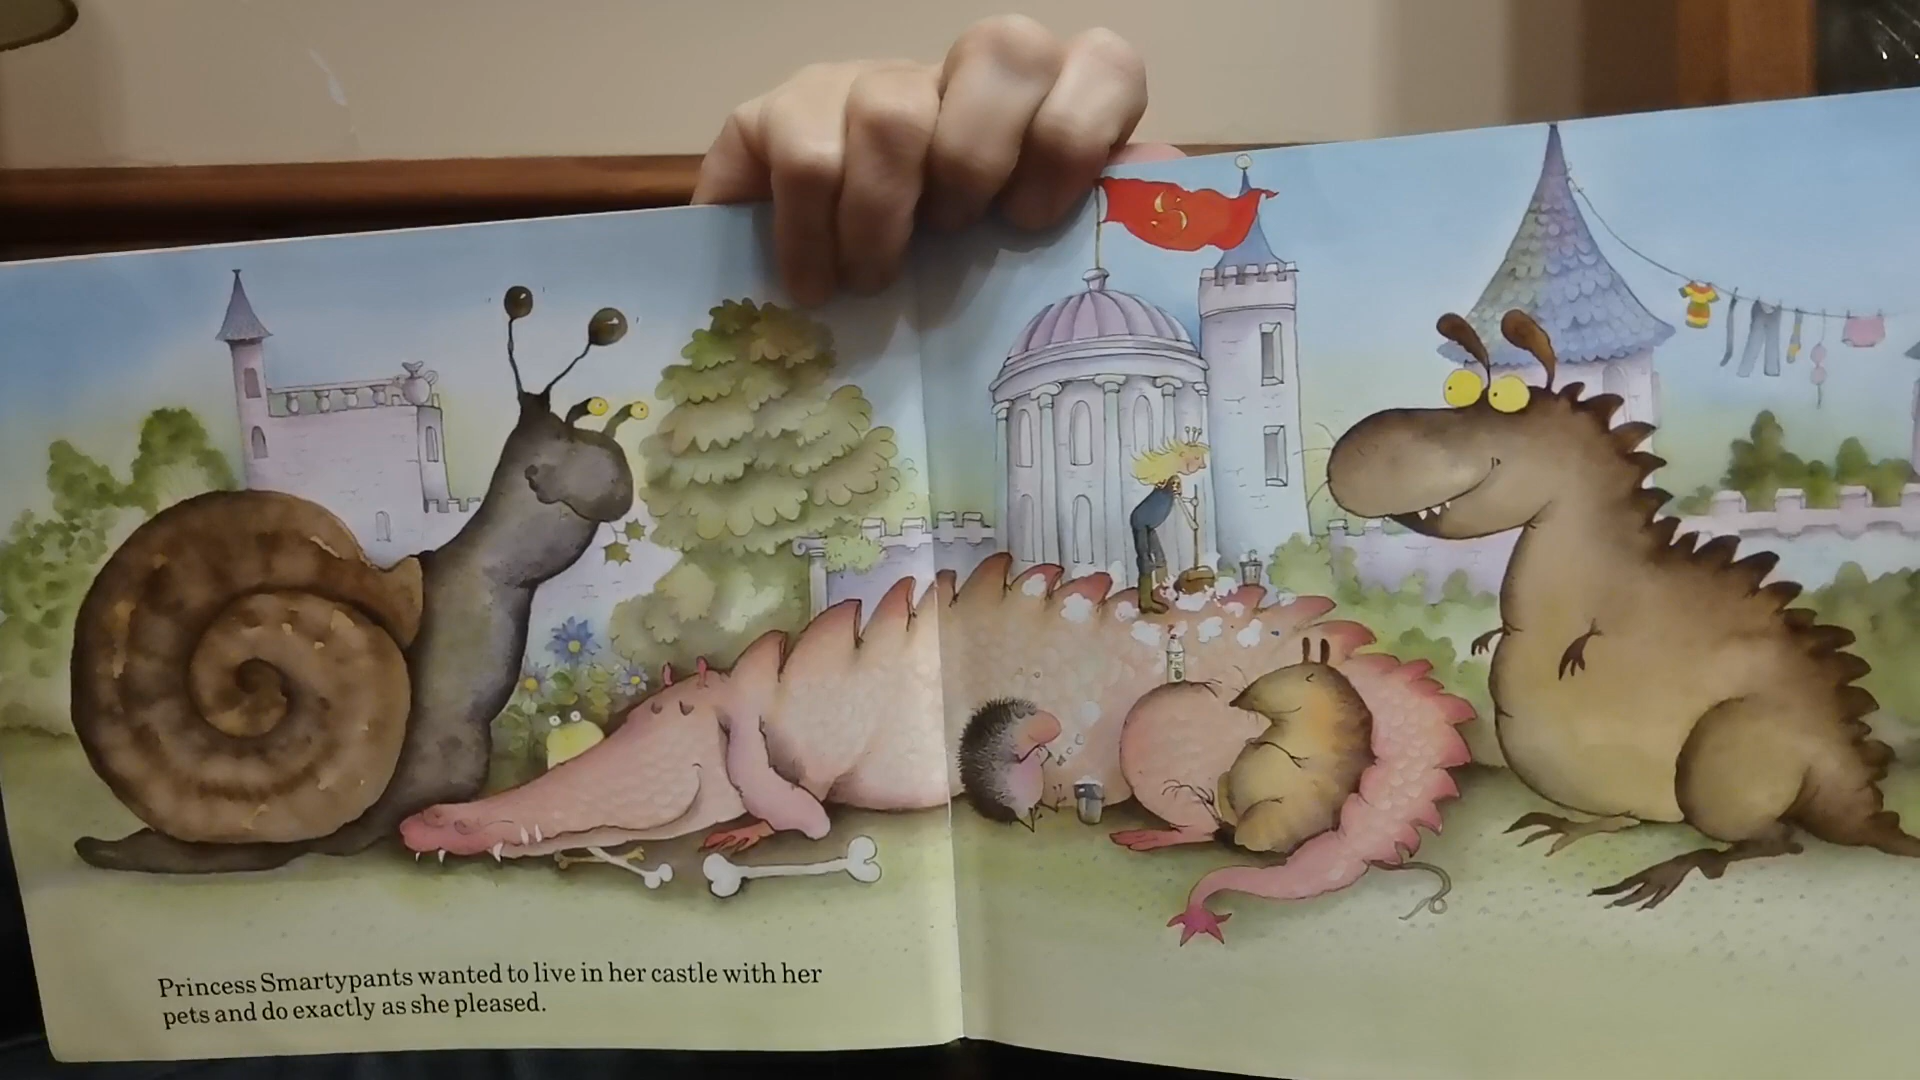 S
Princess Smartypants wanted to live in her castle with her
pets and do exactly as she pleased.